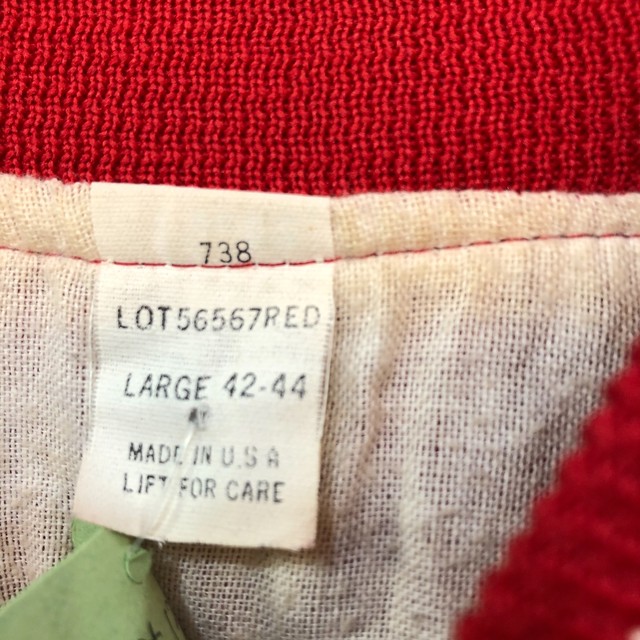 738
LOT56567RED
LARGE 42-44
MADE IN U.S A
LIFT FOR CARE